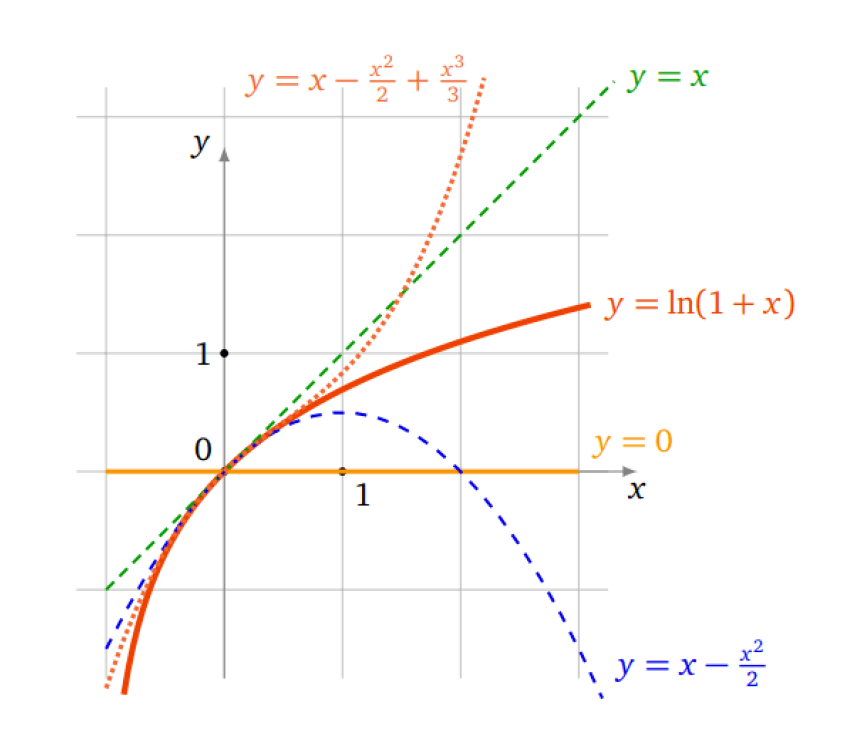 y = x − x²/2 + x³/3
y = x
y
y = ln(1 + x)
1
y = 0
0
1
x
y = x − x²/2